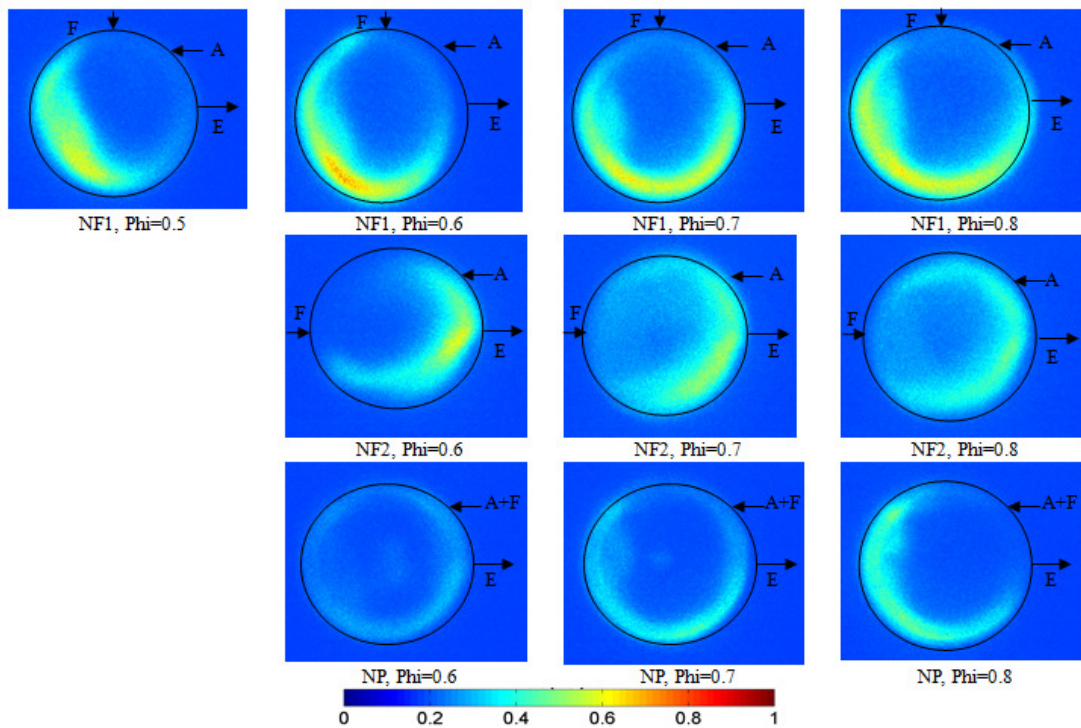 F A E
NF1, Phi=0.5
F A E
NF1, Phi=0.6
F A E
NF1, Phi=0.7
F A E
NF1, Phi=0.8
F A E
NF2, Phi=0.6
F A E
NF2, Phi=0.7
F A E
NF2, Phi=0.8
A+F E
NP, Phi=0.6
A+F E
NP, Phi=0.7
A+F E
NP, Phi=0.8
0 0.2 0.4 0.6 0.8 1